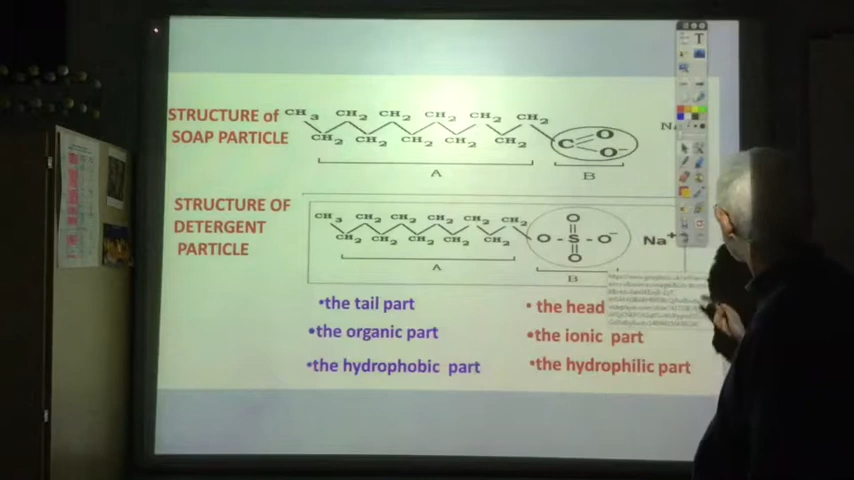 STRUCTURE of
SOAP PARTICLE
CH3 CH2 CH2 CH2 CH2 CH2
CH2 CH2 CH2 CH2 CH2
C O O-
A
B
STRUCTURE OF
DETERGENT
PARTICLE
CH3 CH2 CH2 CH2 CH2 CH2
CH2 CH2 CH2 CH2 CH2
O
O - S - O-
O
Na+
A
B
•the tail part
•the organic part
•the hydrophobic part
• the head
•the ionic part
•the hydrophilic part
T